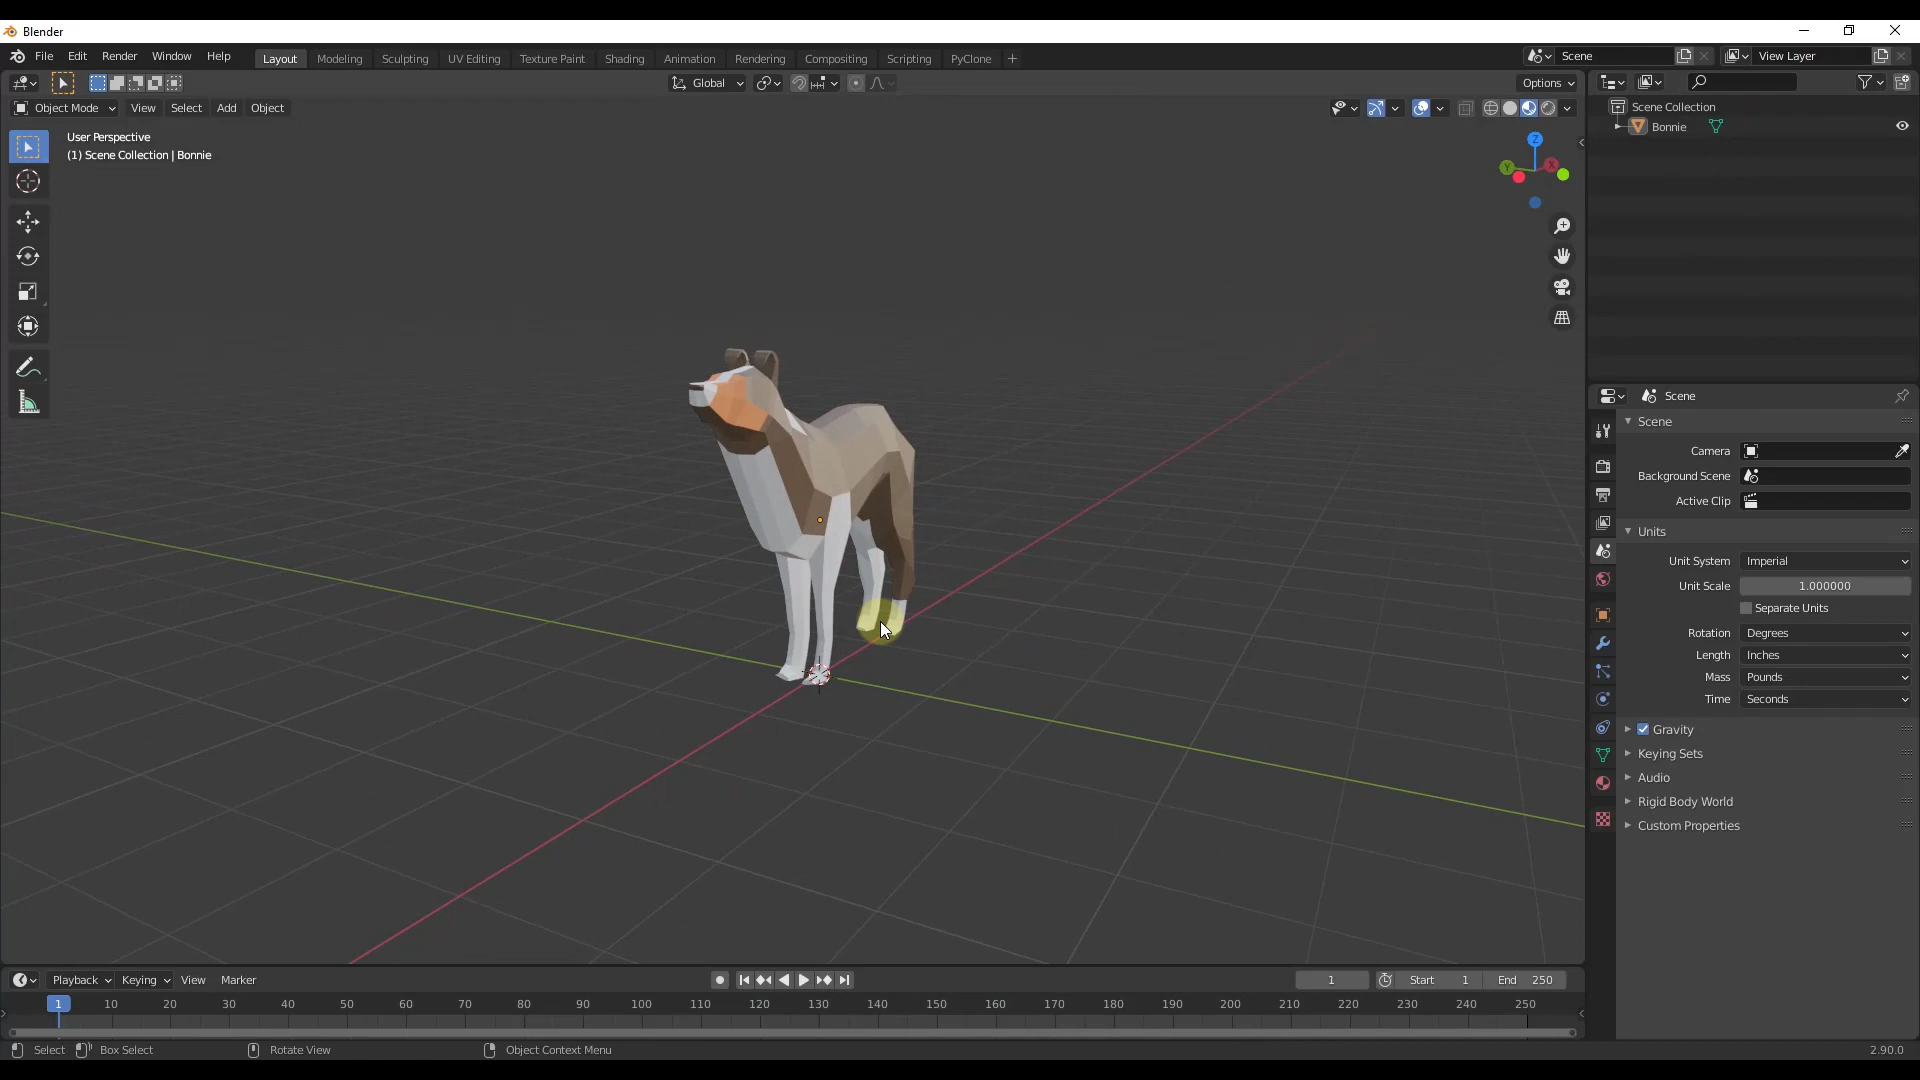 Blender
File Edit Render Window Help Layout Modeling Sculpting UV Editing Texture Paint Shading Animation Rendering Compositing Scripting PyClone + Scene View Layer
Global Options
Object Mode View Select Add Object
User Perspective
(1) Scene Collection | Bonnie
Z
Y
X
Scene Collection
Bonnie
Scene
Scene
Camera
Background Scene
Active Clip
Units
Unit System Imperial
Unit Scale 1.000000
Separate Units
Rotation Degrees
Length Inches
Mass Pounds
Time Seconds
Gravity
Keying Sets
Audio
Rigid Body World
Custom Properties
Playback Keying View Marker 1 Start 1 End 250
1 10 20 30 40 50 60 70 80 90 100 110 120 130 140 150 160 170 180 190 200 210 220 230 240 250
Select Box Select Rotate View Object Context Menu 2.90.0